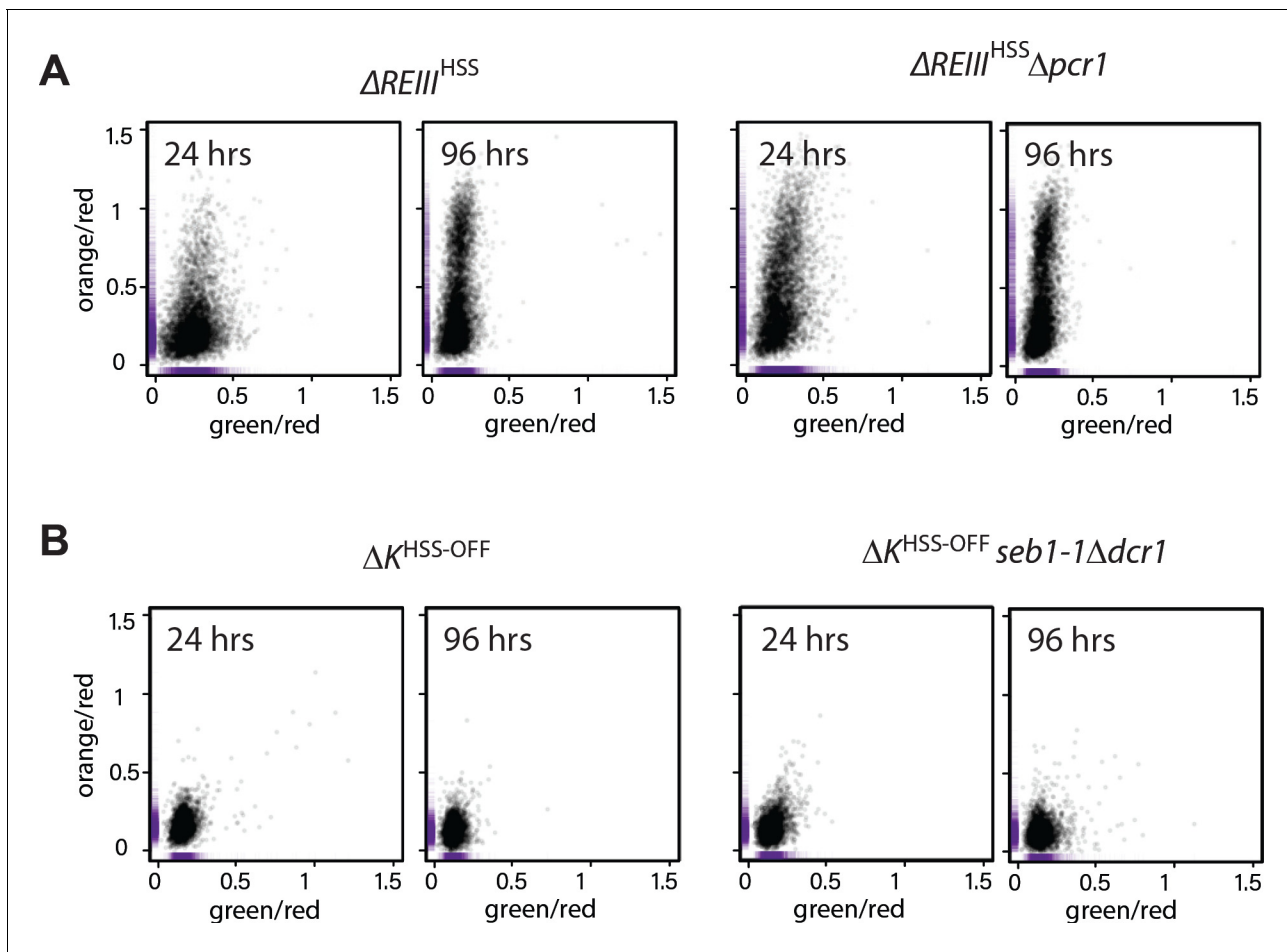 A
ΔREIII^HSS
ΔREIII^HSS Δpcr1
24 hrs
96 hrs
24 hrs
96 hrs
orange/red
1.5
1
0.5
0
0 0.5 1 1.5
0 0.5 1 1.5
0 0.5 1 1.5
0 0.5 1 1.5
green/red
green/red
green/red
green/red
B
ΔK^HSS-OFF
ΔK^HSS-OFF seb1-1Δdcr1
24 hrs
96 hrs
24 hrs
96 hrs
orange/red
1.5
1
0.5
0
0 0.5 1 1.5
0 0.5 1 1.5
0 0.5 1 1.5
0 0.5 1 1.5
green/red
green/red
green/red
green/red